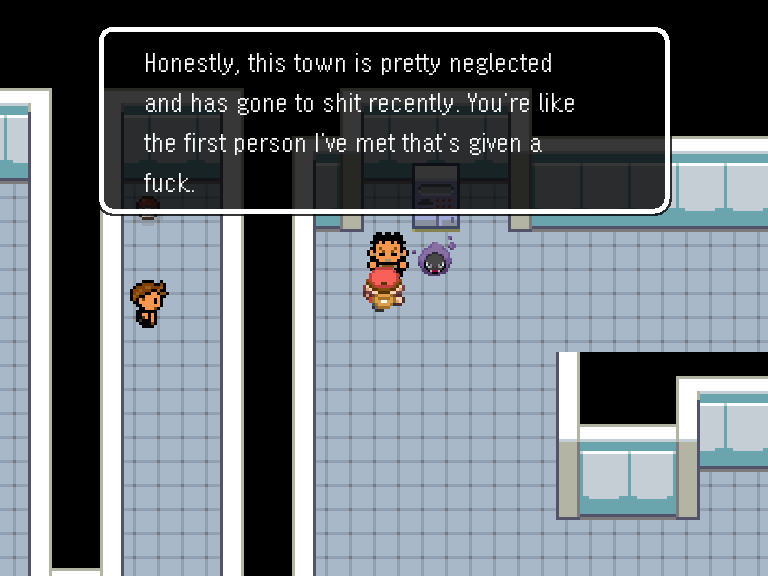 Honestly, this town is pretty neglected
and has gone to shit recently. You're like
the first person I've met that's given a
fuck.